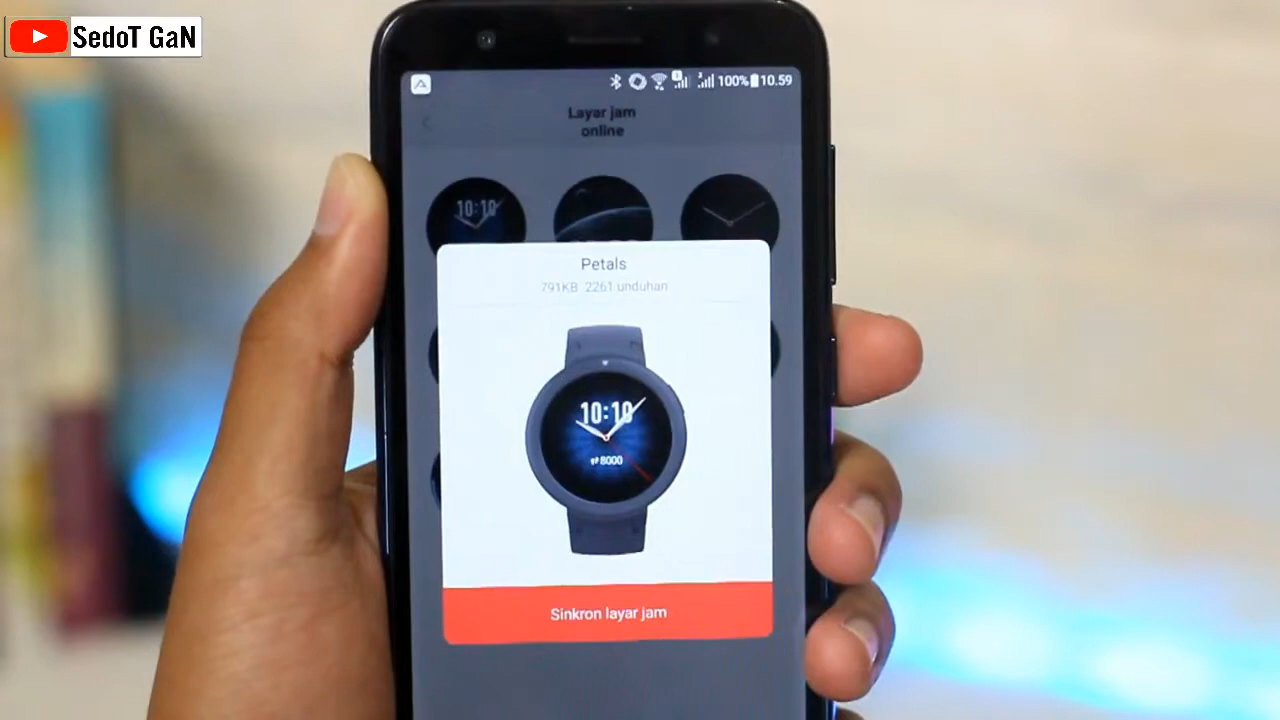 SedoT GaN
100% 10.59
Layar jam
online
10:10
Petals
791KB 2261 unduhan
10:10
8000
Sinkron layar jam